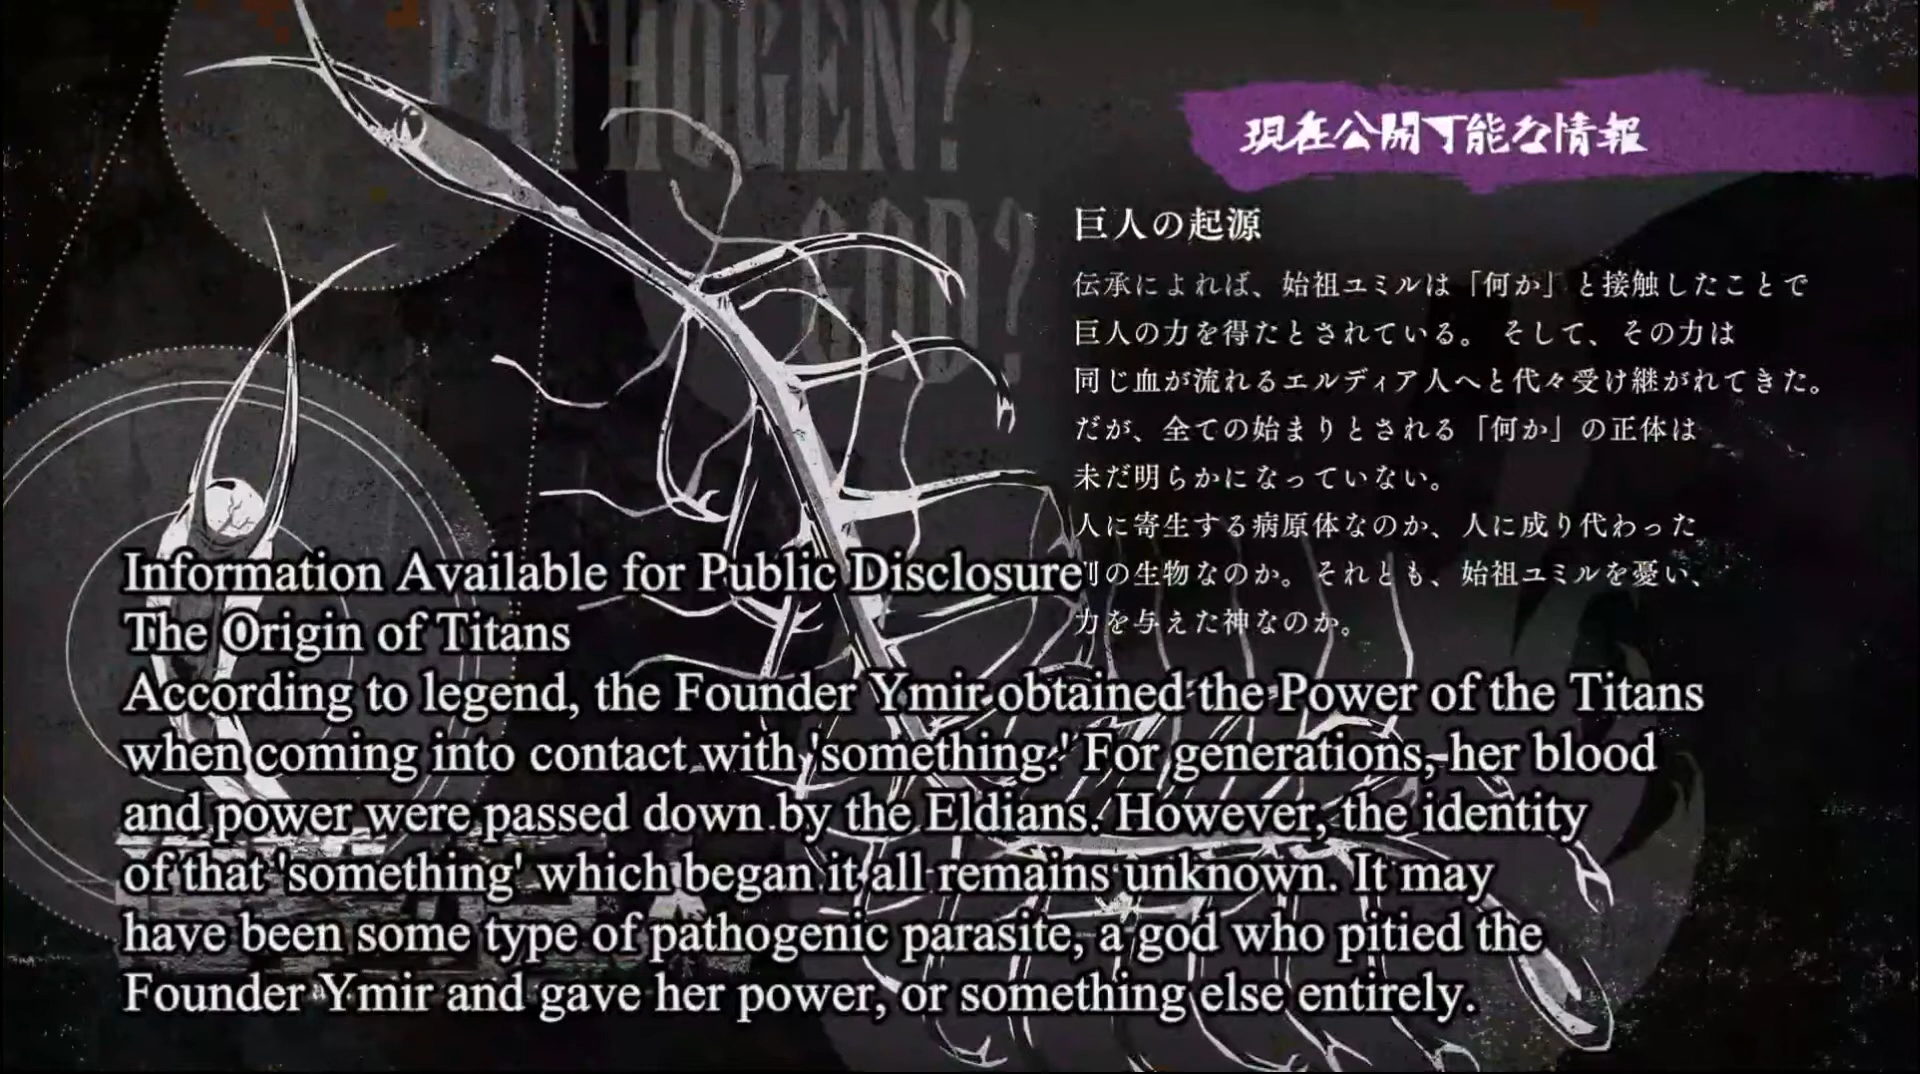 PATHOGEN?
GOD?
現在公開可能な情報
巨人の起源
伝承によれば、始祖ユミルは「何か」と接触したことで
巨人の力を得たとされている。 そして、その力は
同じ血が流れるエルディア人へと代々受け継がれてきた。
だが、全ての始まりとされる「何か」の正体は
未だ明らかになっていない。
人に寄生する病原体なのか、人に成り代わった
別の生物なのか。それとも、始祖ユミルを憂い、
力を与えた神なのか。
Information Available for Public Disclosure
The Origin of Titans
According to legend, the Founder Ymir obtained the Power of the Titans
when coming into contact with 'something.' For generations, her blood
and power were passed down by the Eldians. However, the identity
of that 'something' which began it all remains unknown. It may
have been some type of pathogenic parasite, a god who pitied the
Founder Ymir and gave her power, or something else entirely.